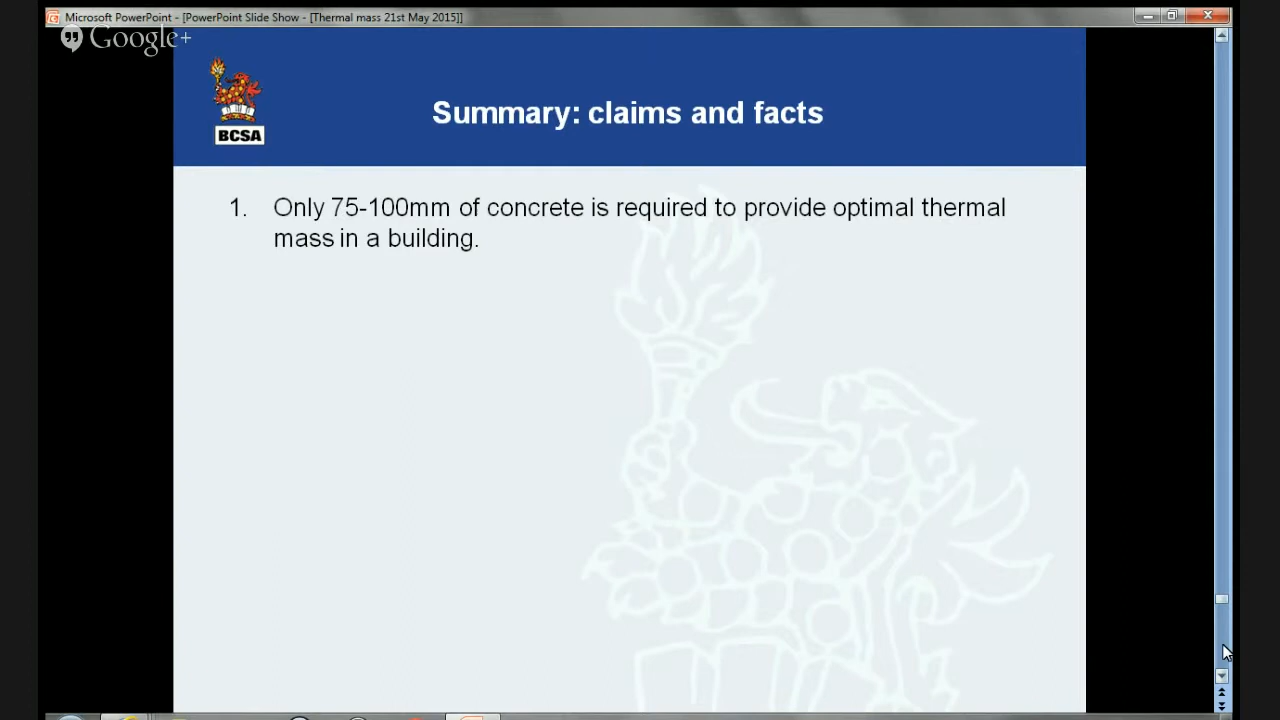 Microsoft PowerPoint - [PowerPoint Slide Show - [Thermal mass 21st May 2015]]
Google+
BCSA
Summary: claims and facts
1. Only 75-100mm of concrete is required to provide optimal thermal
mass in a building.